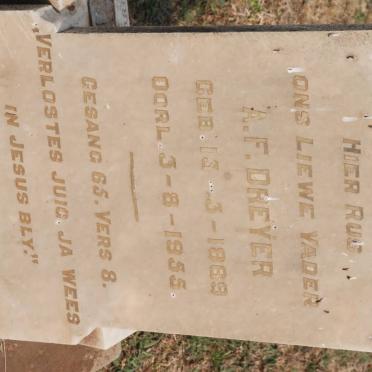 HIER RUS
ONS LIEWE VADER
A. F. DREYER
GEB. 13-3-1869
OORL. 3-8-1955
GESANG 65. VERS 8.
"VERLOSTES JUIG JA WEES
IN JESUS BLY."